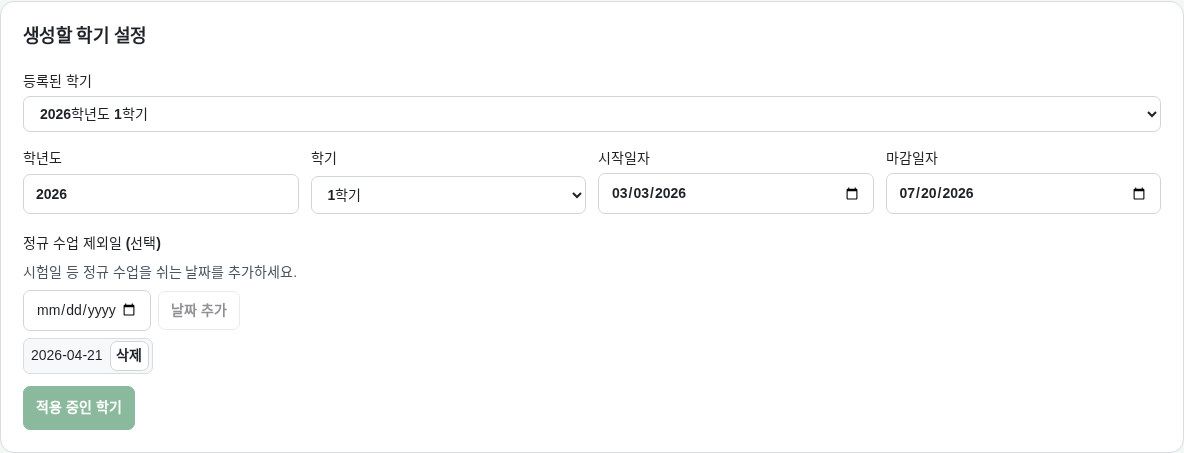 생성할 학기 설정
등록된 학기
2026학년도 1학기
학년도 학기 시작일자 마감일자
2026 1학기 03/03/2026 07/20/2026
정규 수업 제외일 (선택)
시험일 등 정규 수업을 쉬는 날짜를 추가하세요.
mm/dd/yyyy 날짜 추가
2026-04-21 삭제
적용 중인 학기